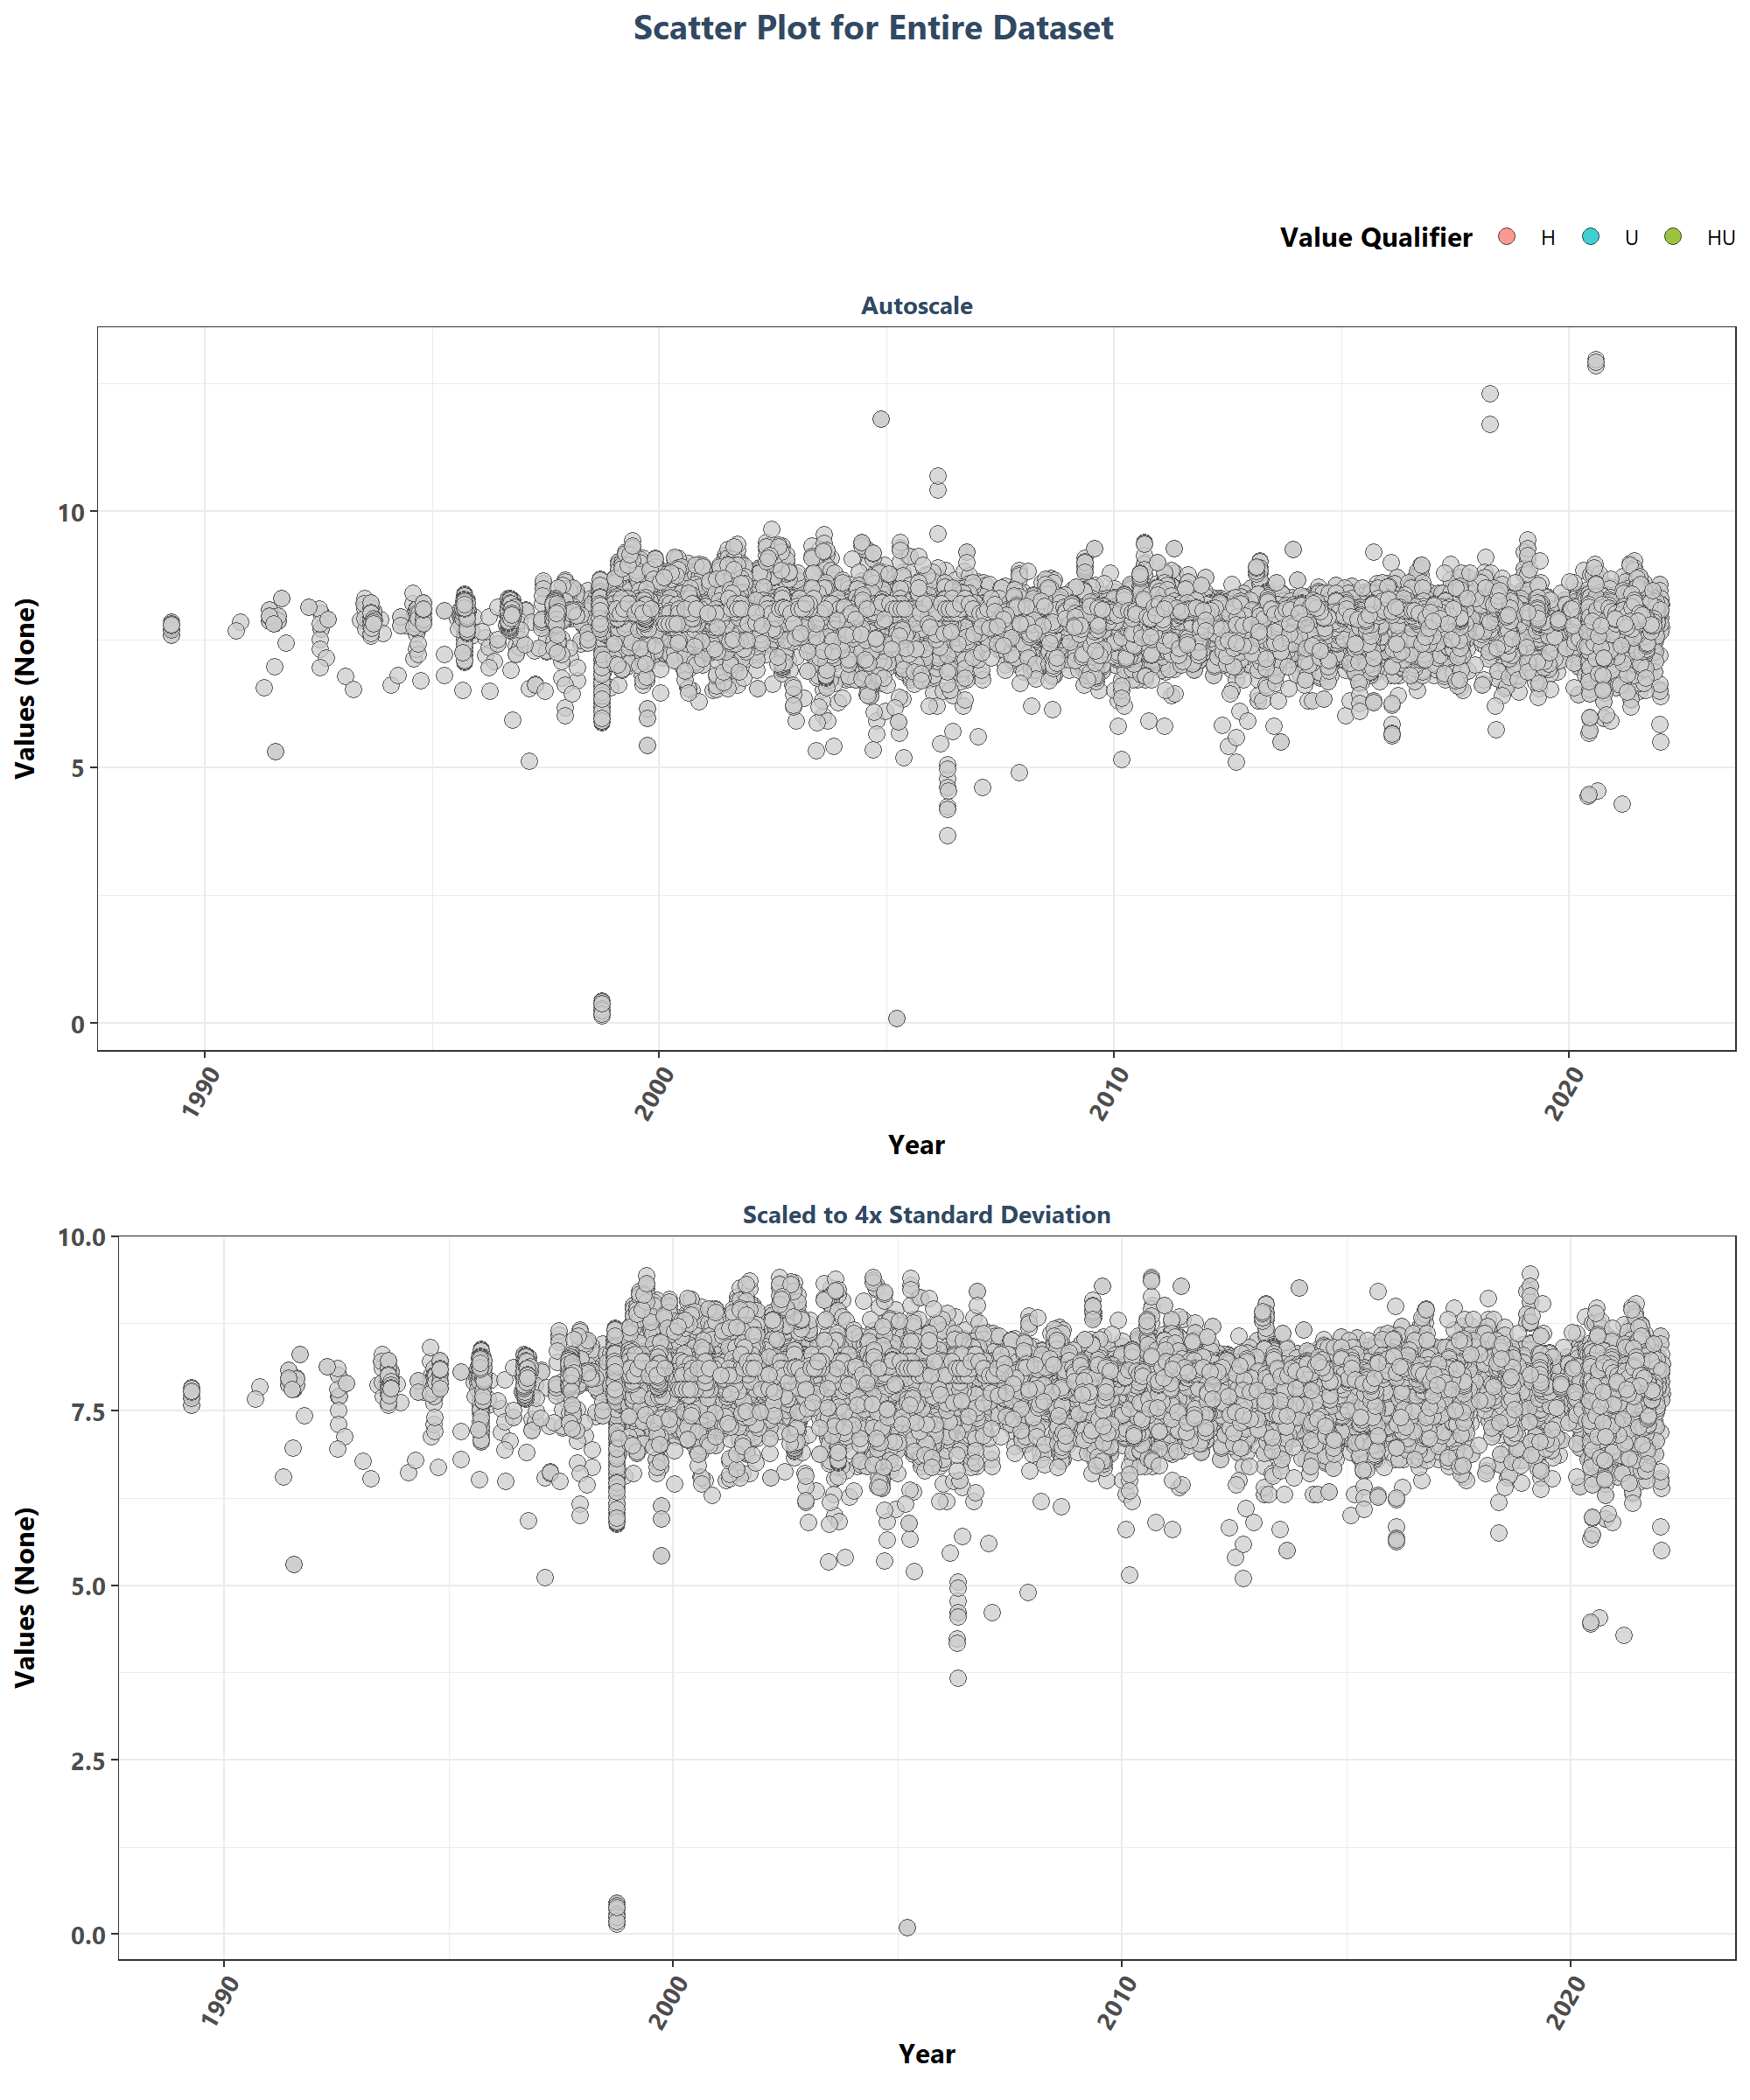 Scatter Plot for Entire Dataset
Value Qualifier H U HU
Autoscale
Values (None)
10
5
0
1990 2000 2010 2020
Year
Scaled to 4x Standard Deviation
Values (None)
10.0
7.5
5.0
2.5
0.0
1990 2000 2010 2020
Year